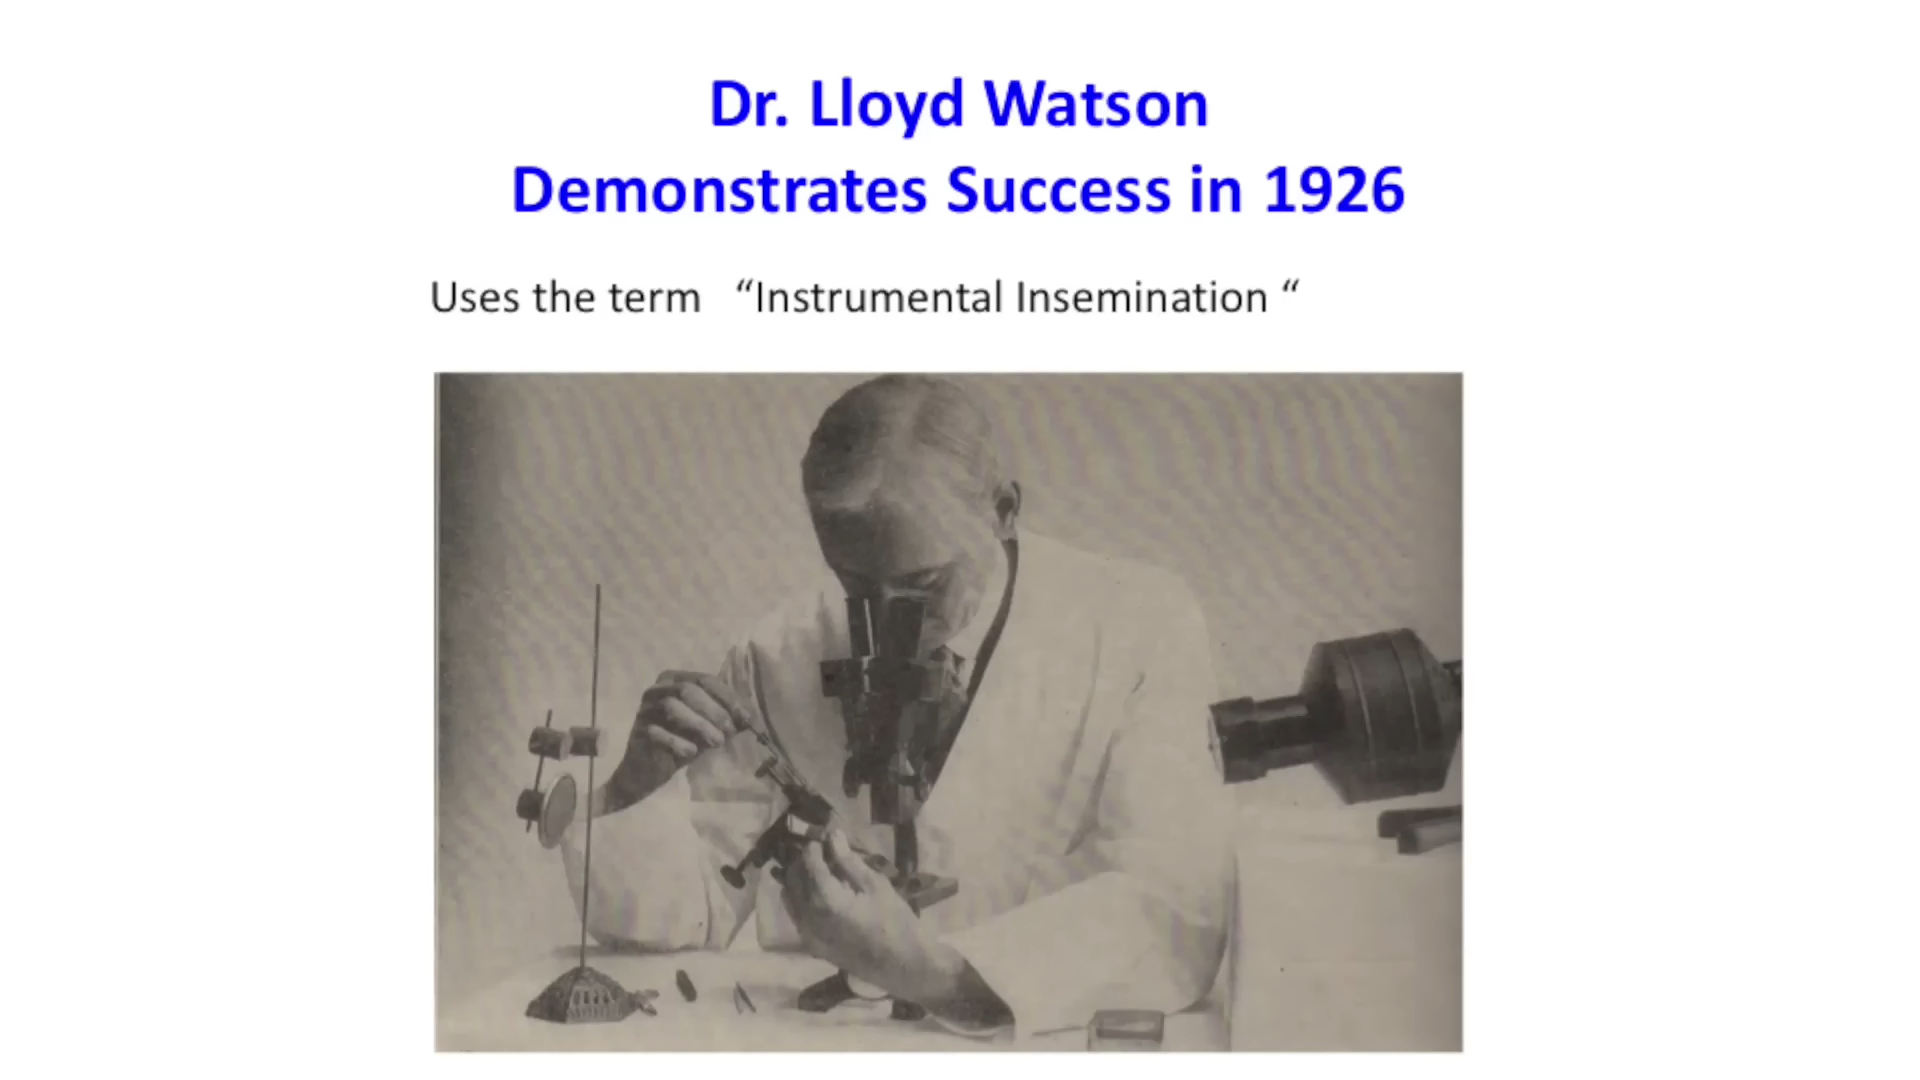 Dr. Lloyd Watson
Demonstrates Success in 1926
Uses the term “Instrumental Insemination “